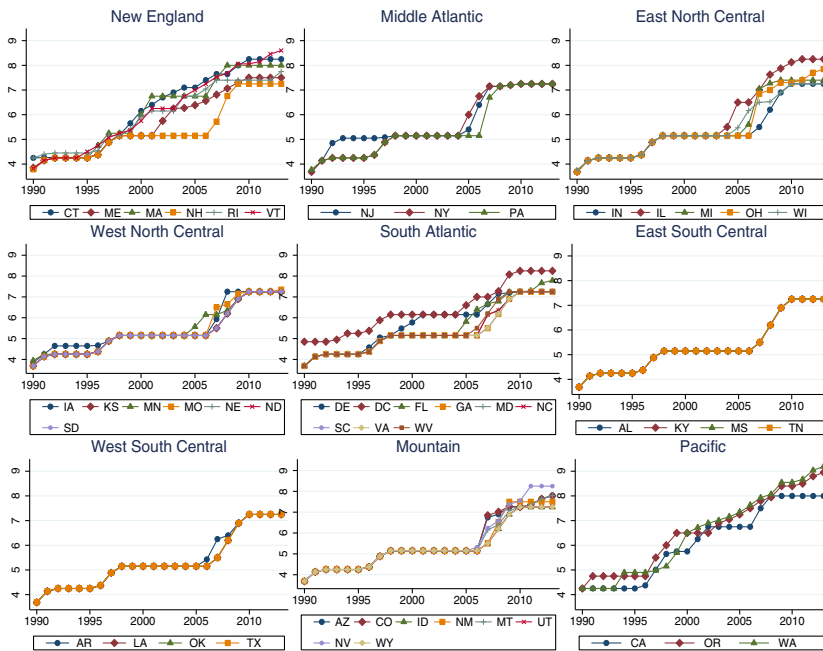 New England
Middle Atlantic
East North Central
9
8
7
6
5
4
1990 1995 2000 2005 2010
9
8
7
6
5
4
1990 1995 2000 2005 2010
9
8
7
6
5
4
1990 1995 2000 2005 2010
CT ME MA NH RI VT
NJ NY PA
IN IL MI OH WI
West North Central
South Atlantic
East South Central
9
8
7
6
5
4
1990 1995 2000 2005 2010
9
8
7
6
5
4
1990 1995 2000 2005 2010
9
8
7
6
5
4
1990 1995 2000 2005 2010
IA KS MN MO NE ND
SD
DE DC FL GA MD NC
SC VA WV
AL KY MS TN
West South Central
Mountain
Pacific
9
8
7
6
5
4
1990 1995 2000 2005 2010
9
8
7
6
5
4
1990 1995 2000 2005 2010
9
8
7
6
5
4
1990 1995 2000 2005 2010
AR LA OK TX
AZ CO ID NM MT UT
NV WY
CA OR WA